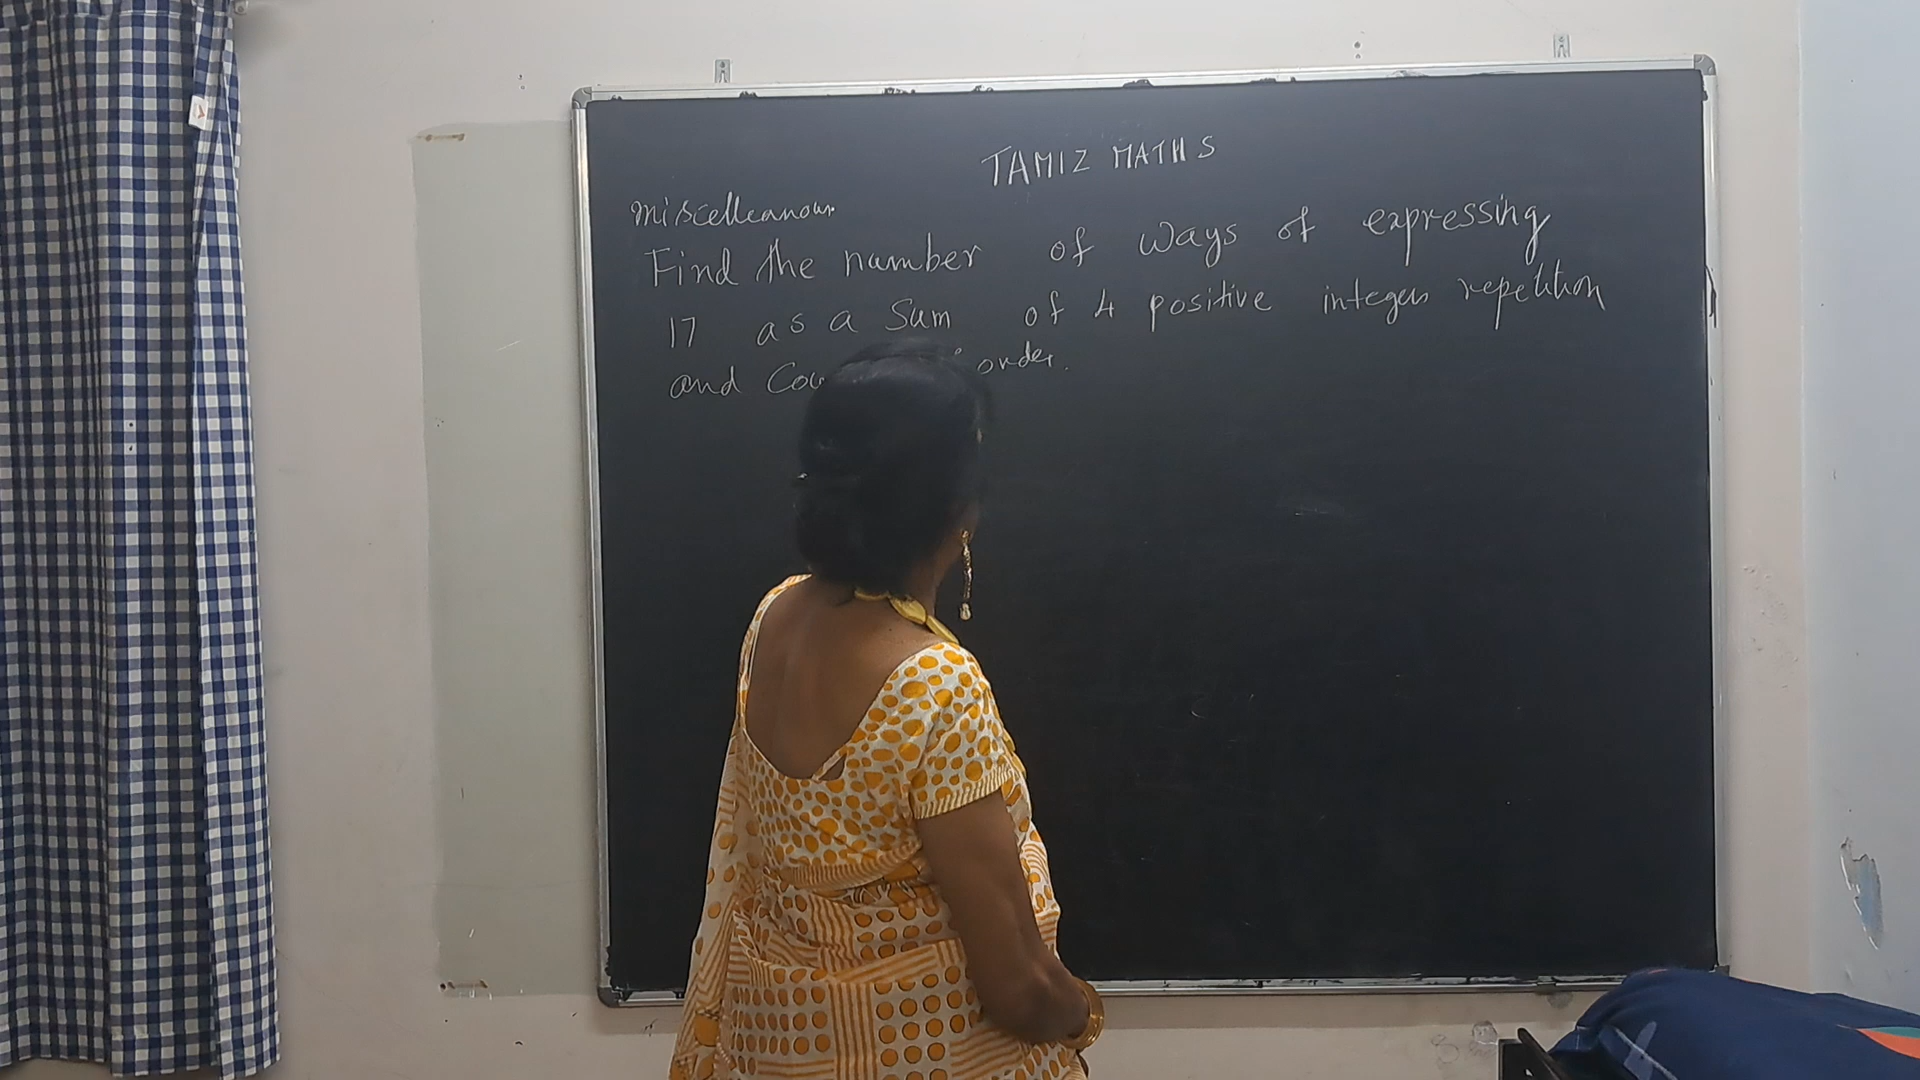 TAMIZ MATHS
miscelleanous
Find the number of ways of expressing
17 as a sum of 4 positive integers repetition
and order.